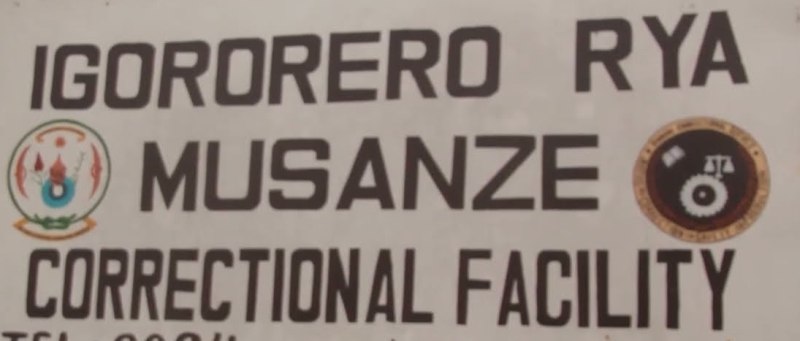 IGORORERO RYA
MUSANZE
CORRECTIONAL FACILITY